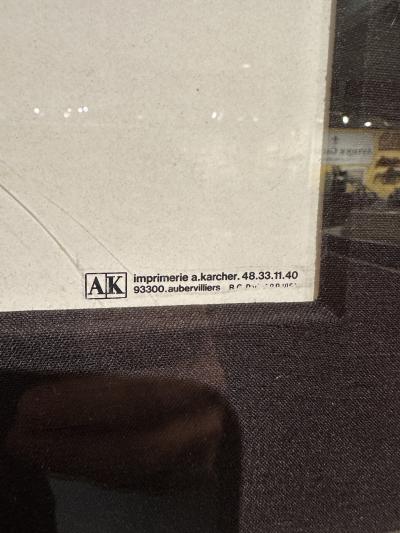 AK
imprimerie a.karcher. 48.33.11.40
93300.aubervilliers